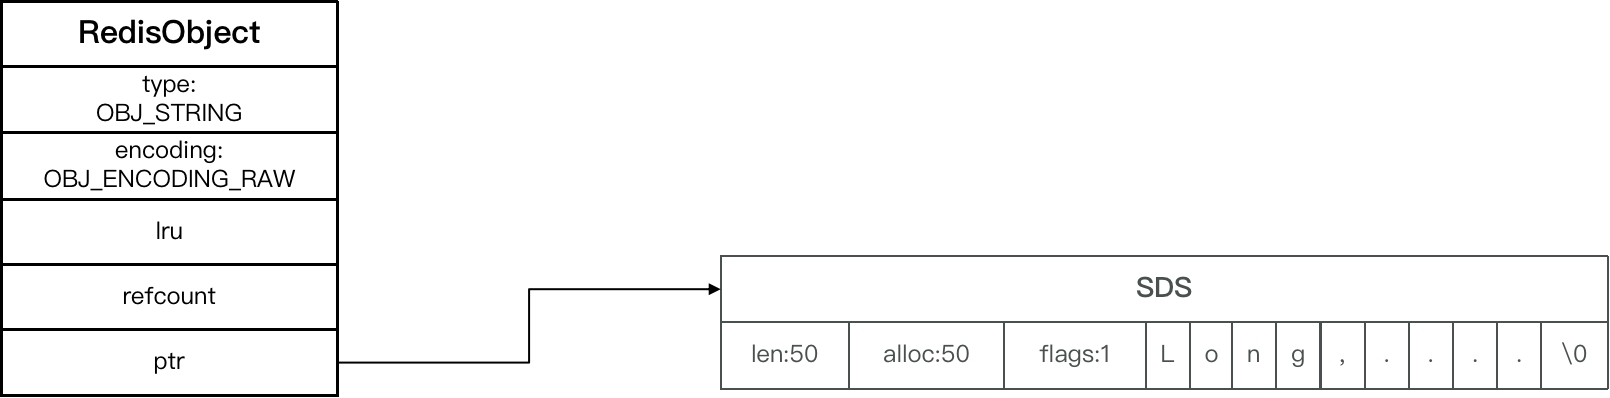 RedisObject
type:
OBJ_STRING
encoding:
OBJ_ENCODING_RAW
lru
refcount
ptr
SDS
len:50 alloc:50 flags:1 L o n g , . . . . \0